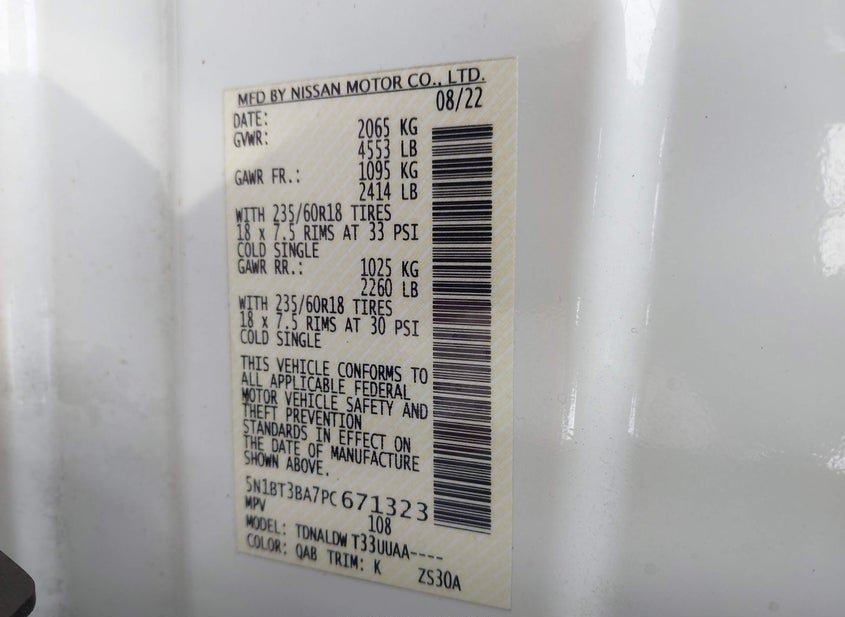 MFD BY NISSAN MOTOR CO., LTD.
DATE: 08/22
GVWR: 2065 KG
4553 LB
GAWR FR.: 1095 KG
2414 LB
WITH 235/60R18 TIRES
18 x 7.5 RIMS AT 33 PSI
COLD SINGLE
GAWR RR.: 1025 KG
2260 LB
WITH 235/60R18 TIRES
18 x 7.5 RIMS AT 30 PSI
COLD SINGLE
THIS VEHICLE CONFORMS TO
ALL APPLICABLE FEDERAL
MOTOR VEHICLE SAFETY AND
THEFT PREVENTION
STANDARDS IN EFFECT ON
THE DATE OF MANUFACTURE
SHOWN ABOVE.
5N1BT3BA7PC671323
MPV 108
MODEL: TDNALDW T33UUAA----
COLOR: QAB TRIM: K ZS30A